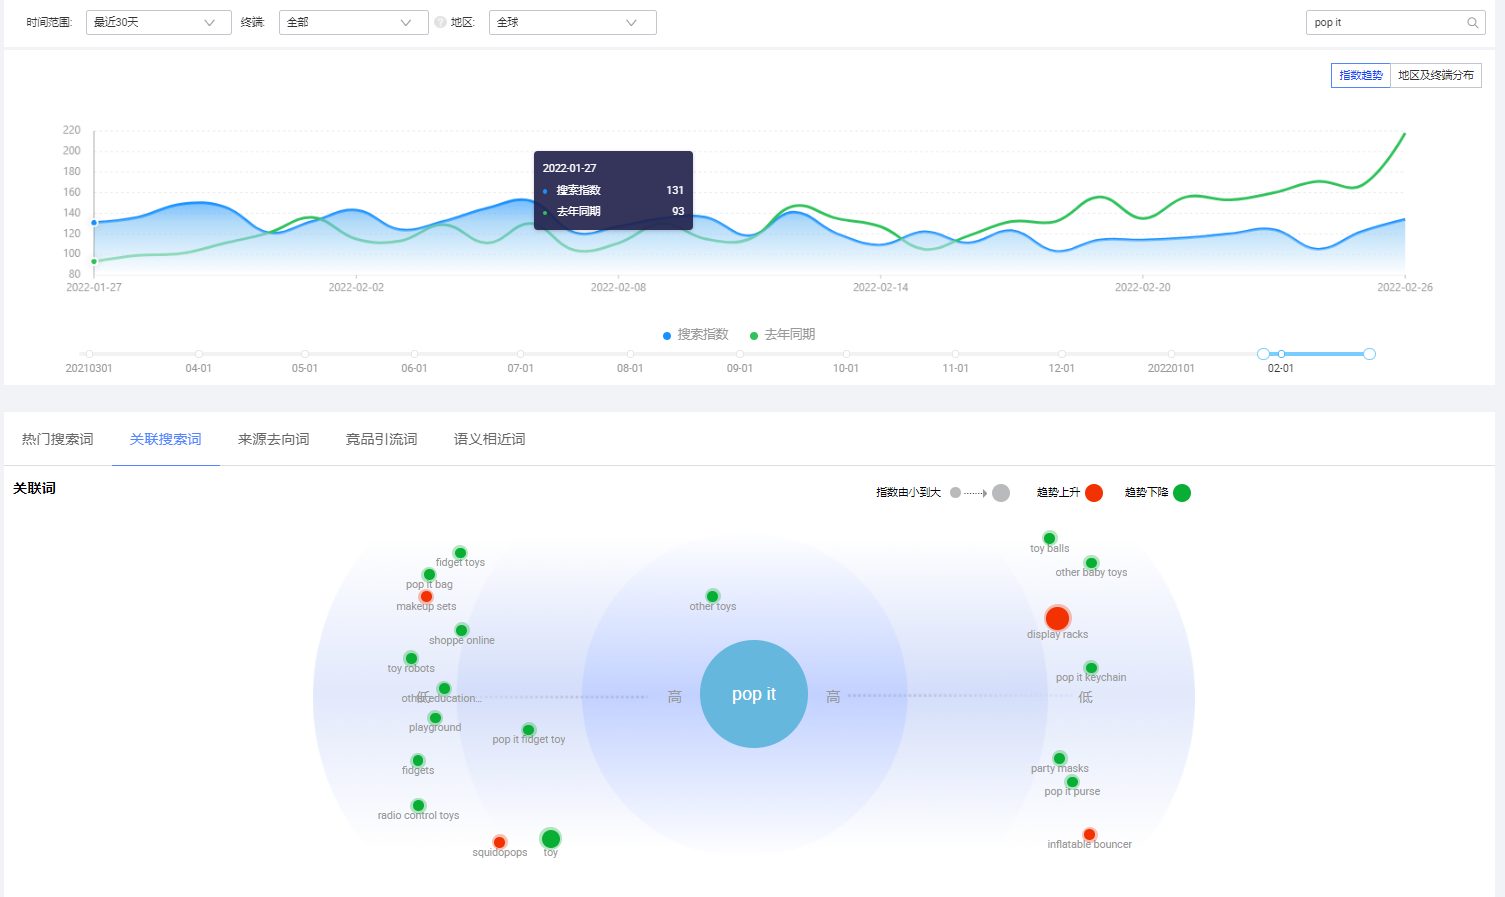 时间范围: 最近30天 终端: 全部 ? 地区: 全球 pop it
指数趋势 地区及终端分布
220
200
180
160
140
120
100
80
2022-01-27
搜索指数 131
去年同期 93
2022-01-27 2022-02-02 2022-02-08 2022-02-14 2022-02-20 2022-02-26
搜索指数 去年同期
20210301 04-01 05-01 06-01 07-01 08-01 09-01 10-01 11-01 12-01 20220101 02-01
热门搜索词 关联搜索词 来源去向词 竞品引流词 语义相近词
关联词
指数由小到大 趋势上升 趋势下降
toy balls
fidget toys
other baby toys
pop it bag
makeup sets
other toys
display racks
shoppe online
toy robots
pop it keychain
低 高 pop it 高 低
other education...
playground
pop it fidget toy
fidgets
party masks
pop it purse
radio control toys
inflatable bouncer
squidopops
toy